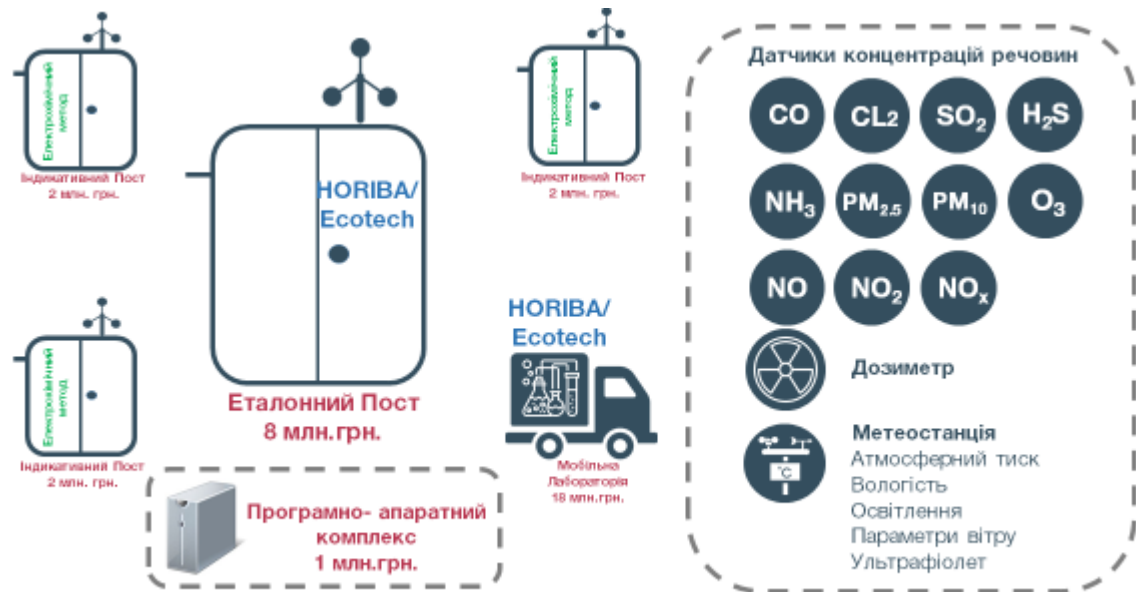 Електрохімічний
метод
Індикативний Пост
2 млн. грн.
HORIBA/
Ecotech
Еталонний Пост
8 млн.грн.
Електрохімічний
метод
Індикативний Пост
2 млн. грн.
Електрохімічний
метод
Індикативний Пост
2 млн. грн.
HORIBA/
Ecotech
Мобільна
Лабораторія
18 млн.грн.
Програмно- апаратний
комплекс
1 млн.грн.
Датчики концентрацій речовин
CO CL2 SO₂ H₂S
NH₃ PM₂.₅ PM₁₀ O₃
NO NO₂ NOₓ
Дозиметр
°C
Метеостанція
Атмосферний тиск
Вологість
Освітлення
Параметри вітру
Ультрафіолет